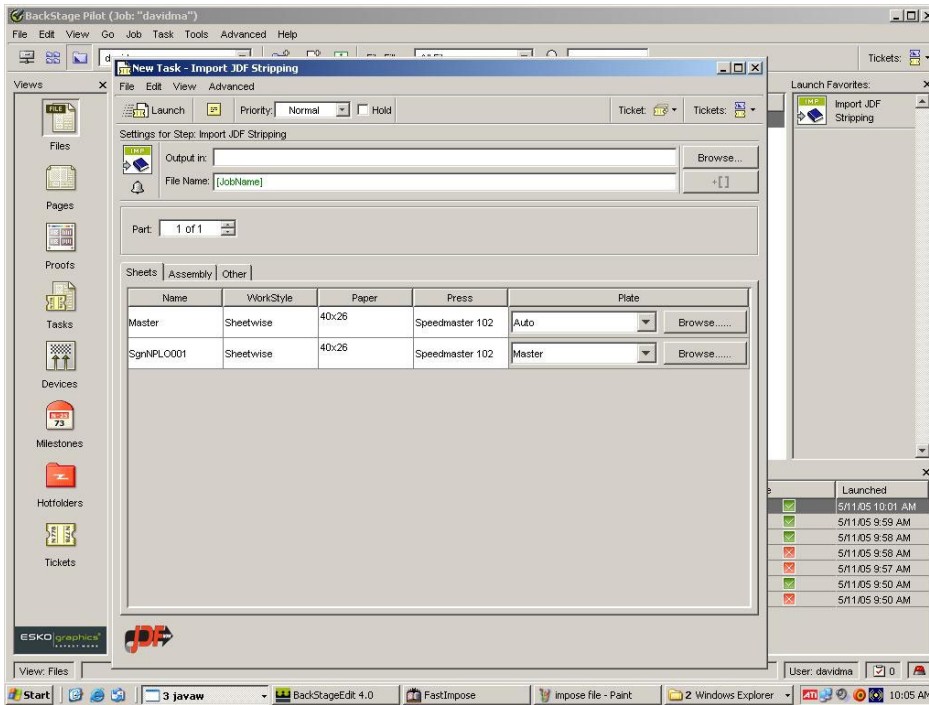 BackStage Pilot (Job: "davidma")
File Edit View Go Job Task Tools Advanced Help
Tickets:
Views
FILE
Files
Pages
Proofs
Tasks
Devices
73
Milestones
Hotfolders
Tickets
ESKO graphics
New Task - Import JDF Stripping
File Edit View Advanced
Launch Priority: Normal Hold Ticket: Tickets:
Settings for Step: Import JDF Stripping
IMP
Output in: Browse...
File Name: [JobName] +[ ]
Part: 1 of 1
Sheets Assembly Other
Name WorkStyle Paper Press Plate
Master Sheetwise 40x26 Speedmaster 102 Auto Browse......
SgnNPLO001 Sheetwise 40x26 Speedmaster 102 Master Browse......
JDF
Launch Favorites:
IMP
Import JDF
Stripping
Launched
5/11/05 10:01 AM
5/11/05 9:59 AM
5/11/05 9:58 AM
5/11/05 9:58 AM
5/11/05 9:57 AM
5/11/05 9:50 AM
5/11/05 9:50 AM
View: Files User: davidma 0
Start 3 javaw BackStageEdit 4.0 FastImpose impose file - Paint 2 Windows Explorer ATI 10:05 AM